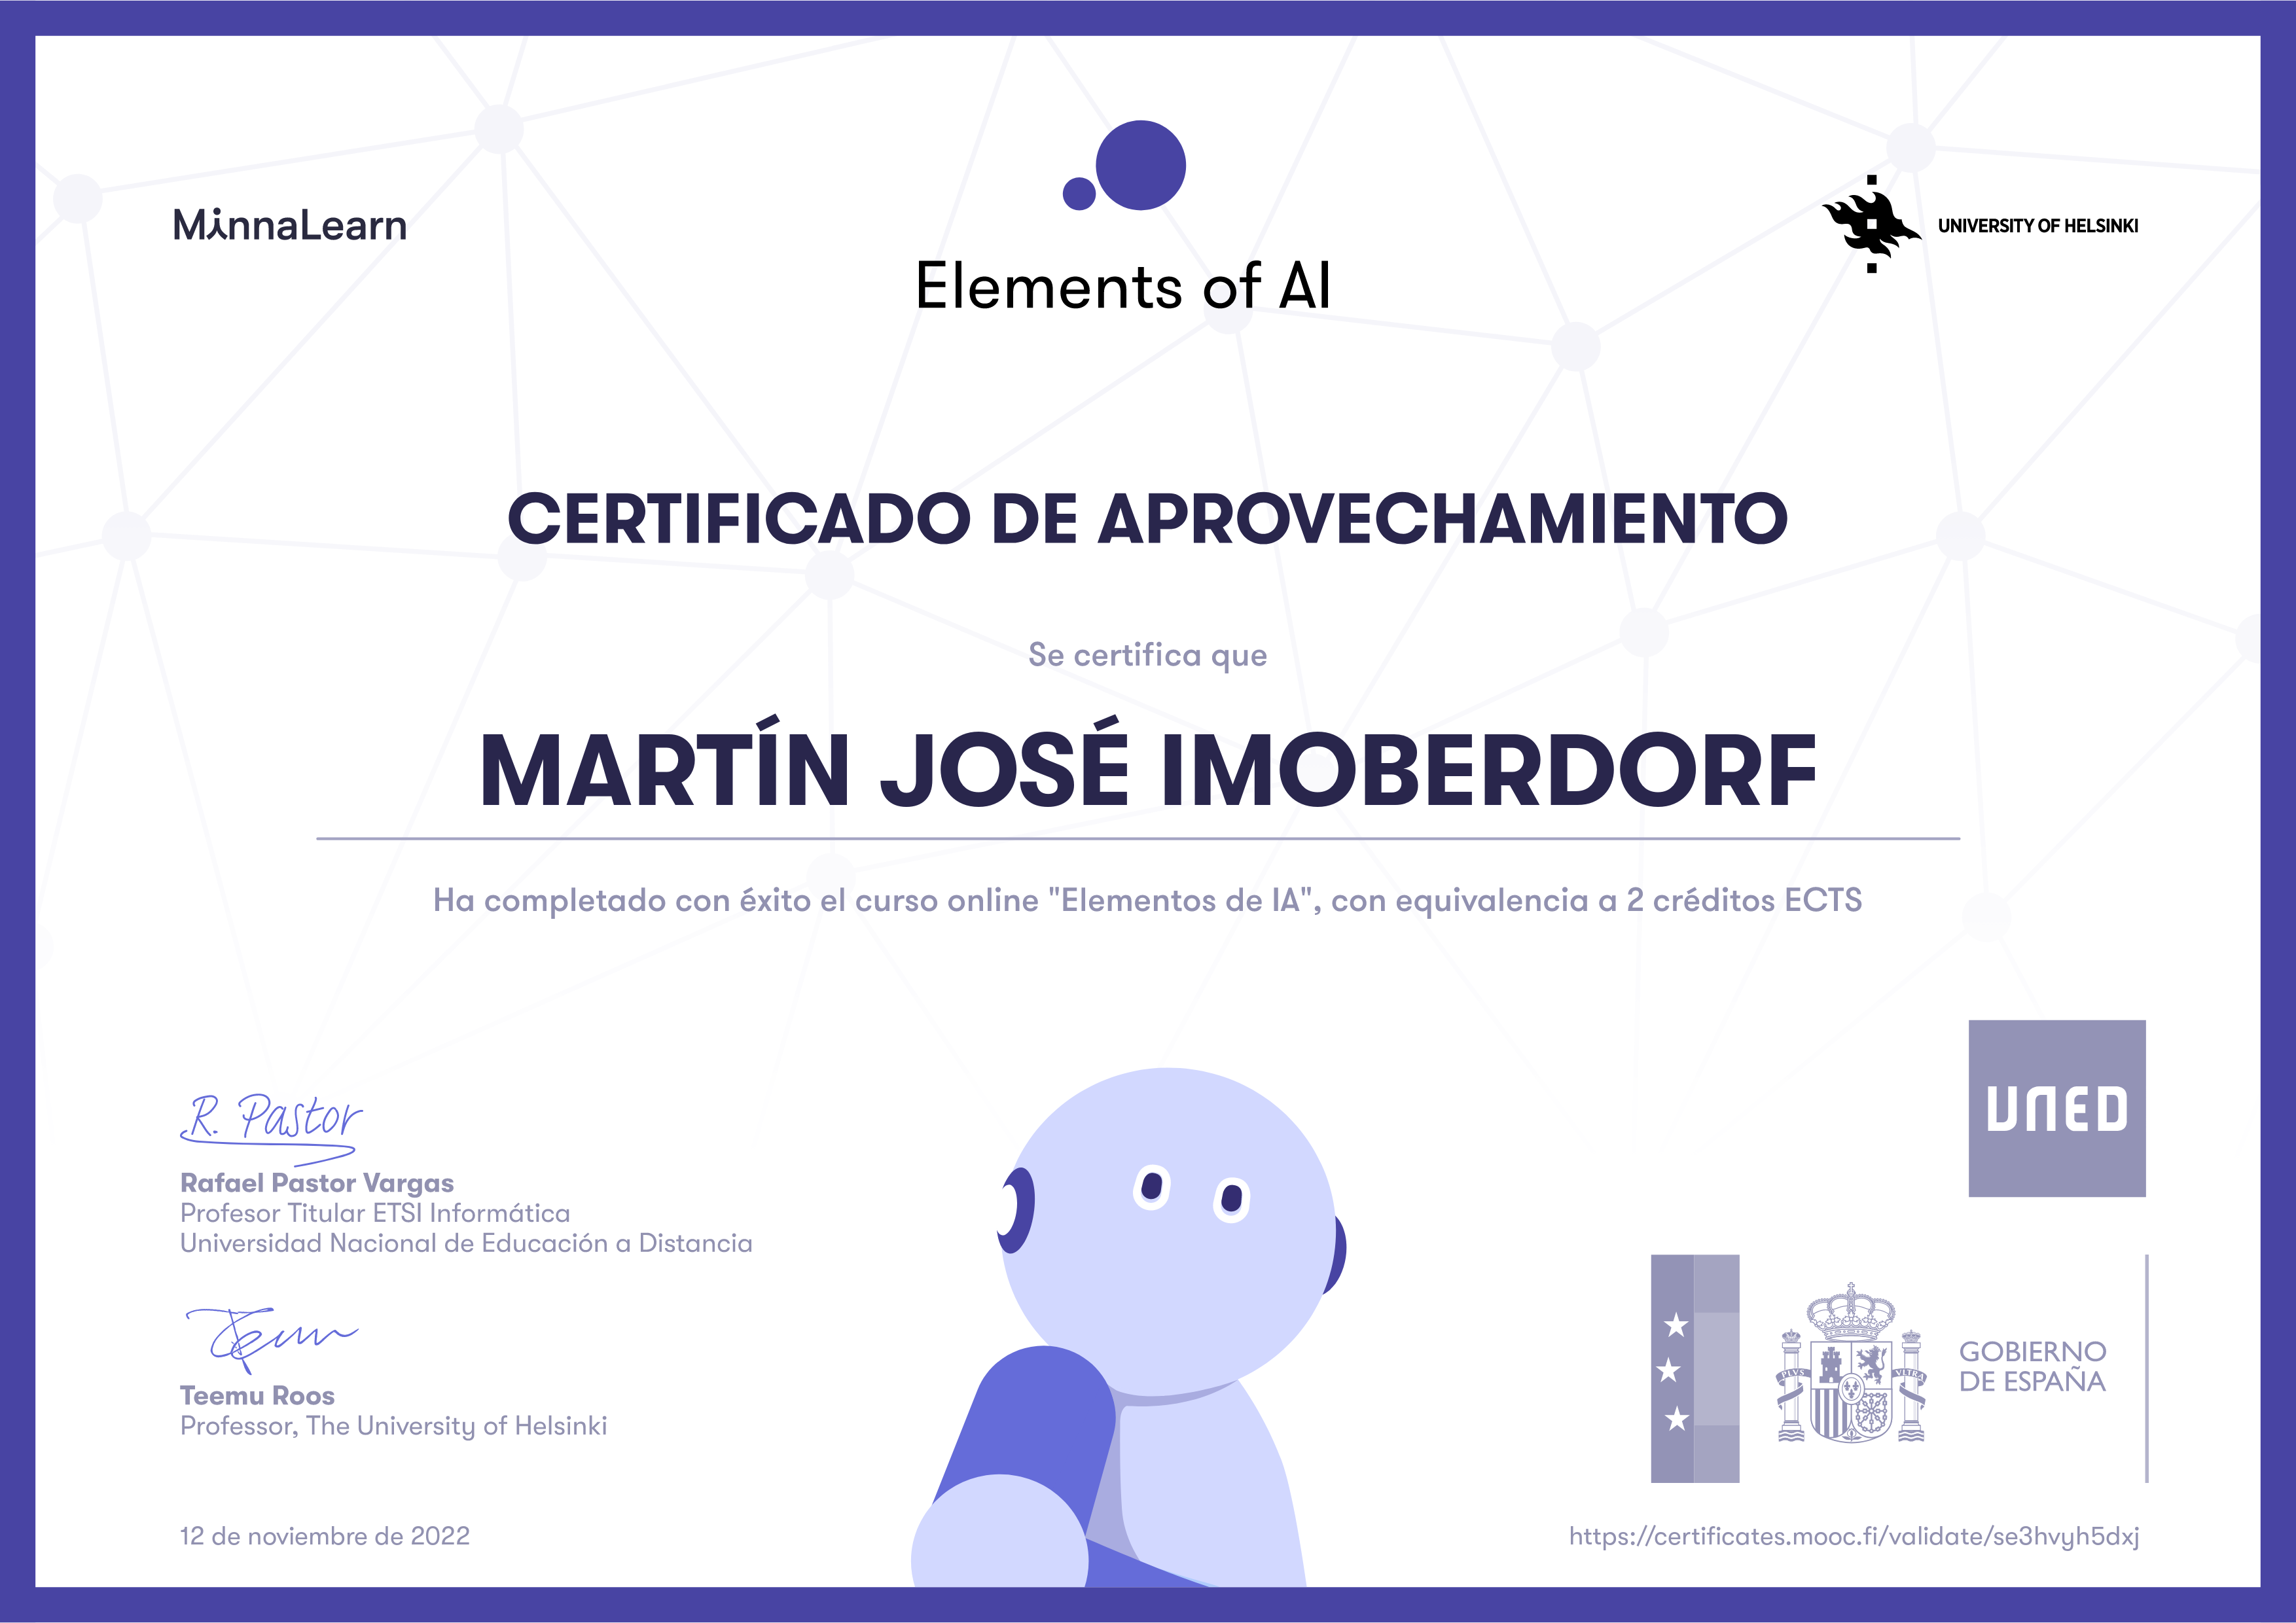 MinnaLearn
Elements of AI
UNIVERSITY OF HELSINKI
CERTIFICADO DE APROVECHAMIENTO
Se certifica que
MARTÍN JOSÉ IMOBERDORF
Ha completado con éxito el curso online "Elementos de IA", con equivalencia a 2 créditos ECTS
R. Pastor
Rafael Pastor Vargas
Profesor Titular ETSI Informática
Universidad Nacional de Educación a Distancia
Teemu
Teemu Roos
Professor, The University of Helsinki
12 de noviembre de 2022
UNED
PLVS VLTRA
GOBIERNO
DE ESPAÑA
https://certificates.mooc.fi/validate/se3hvyh5dxj